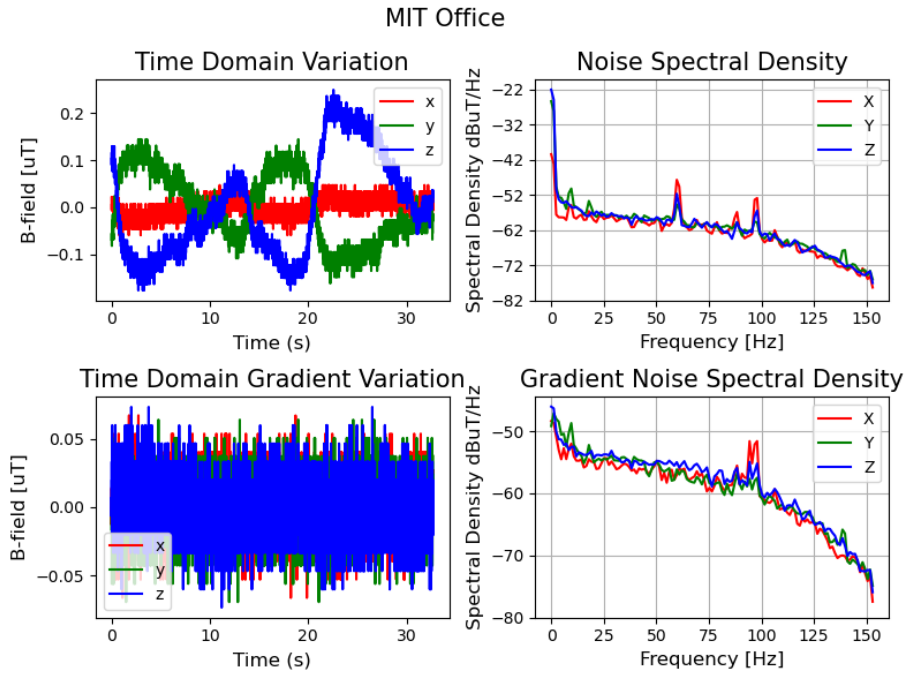 MIT Office
Time Domain Variation
B-field [uT]
0.2
0.1
0.0
−0.1
x
y
z
0
10
20
30
Time (s)
Noise Spectral Density
Spectral Density dBuT/Hz
−22
−32
−42
−52
−62
−72
−82
X
Y
Z
0
25
50
75
100
125
150
Frequency [Hz]
Time Domain Gradient Variation
B-field [uT]
0.05
0.00
−0.05
x
y
z
0
10
20
30
Time (s)
Gradient Noise Spectral Density
Spectral Density dBuT/Hz
−50
−60
−70
−80
X
Y
Z
0
25
50
75
100
125
150
Frequency [Hz]